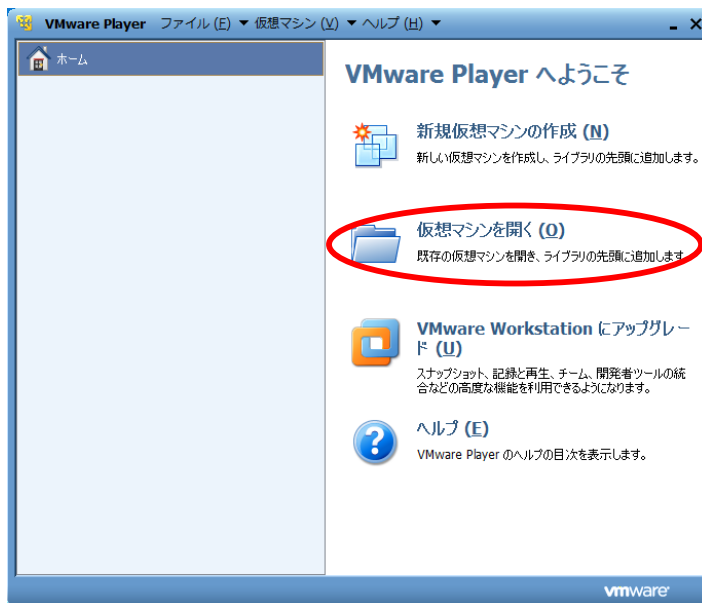 VMware Player ファイル (F) ▼ 仮想マシン (V) ▼ ヘルプ (H) ▼
ホーム
VMware Player へようこそ
新規仮想マシンの作成 (N)
新しい仮想マシンを作成し、ライブラリの先頭に追加します。
仮想マシンを開く (O)
既存の仮想マシンを開き、ライブラリの先頭に追加します。
VMware Workstation にアップグレー
ド (U)
スナップショット、記録と再生、チーム、開発者ツールの統
合などの高度な機能を利用できるようになります。
ヘルプ (E)
VMware Player のヘルプの目次を表示します。
vmware